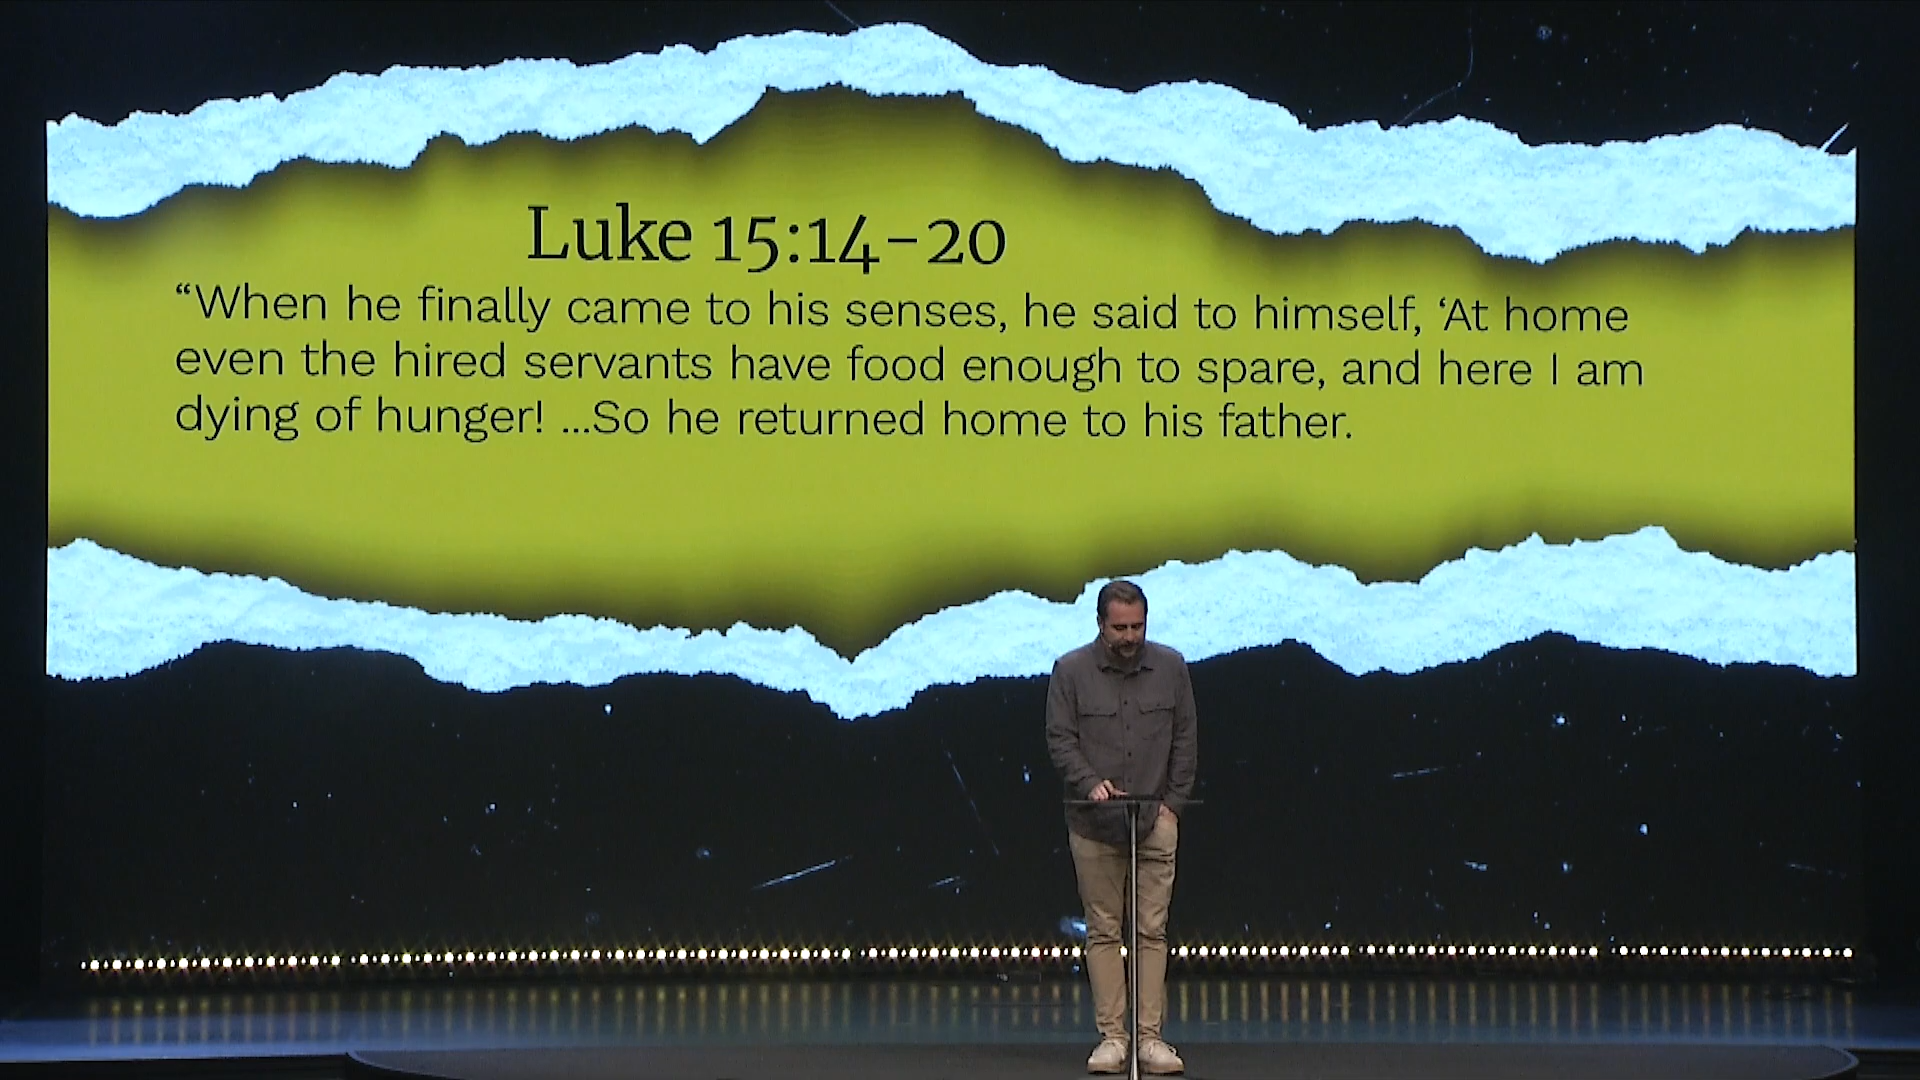 Luke 15:14–20
“When he finally came to his senses, he said to himself, ‘At home
even the hired servants have food enough to spare, and here I am
dying of hunger! ...So he returned home to his father.